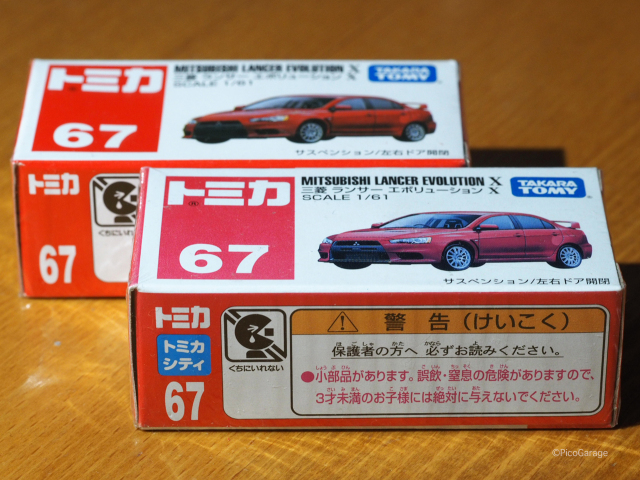 トミカ
67
MITSUBISHI LANCER EVOLUTION X
三菱 ランサー エボリューション X
SCALE 1/61
TAKARA TOMY
サスペンション/左右ドア開閉
トミカ
67
くちにいれ
トミカ
67
MITSUBISHI LANCER EVOLUTION X
三菱 ランサー エボリューション X
SCALE 1/61
TAKARA TOMY
サスペンション/左右ドア開閉
トミカ
トミカ
シティ
67
くちにいれない
警告(けいこく)
保護者の方へ 必ずお読みください。
●小部品があります。誤飲・窒息の危険がありますので、
3才未満のお子様には絶対に与えないでください。
©PicoGarage